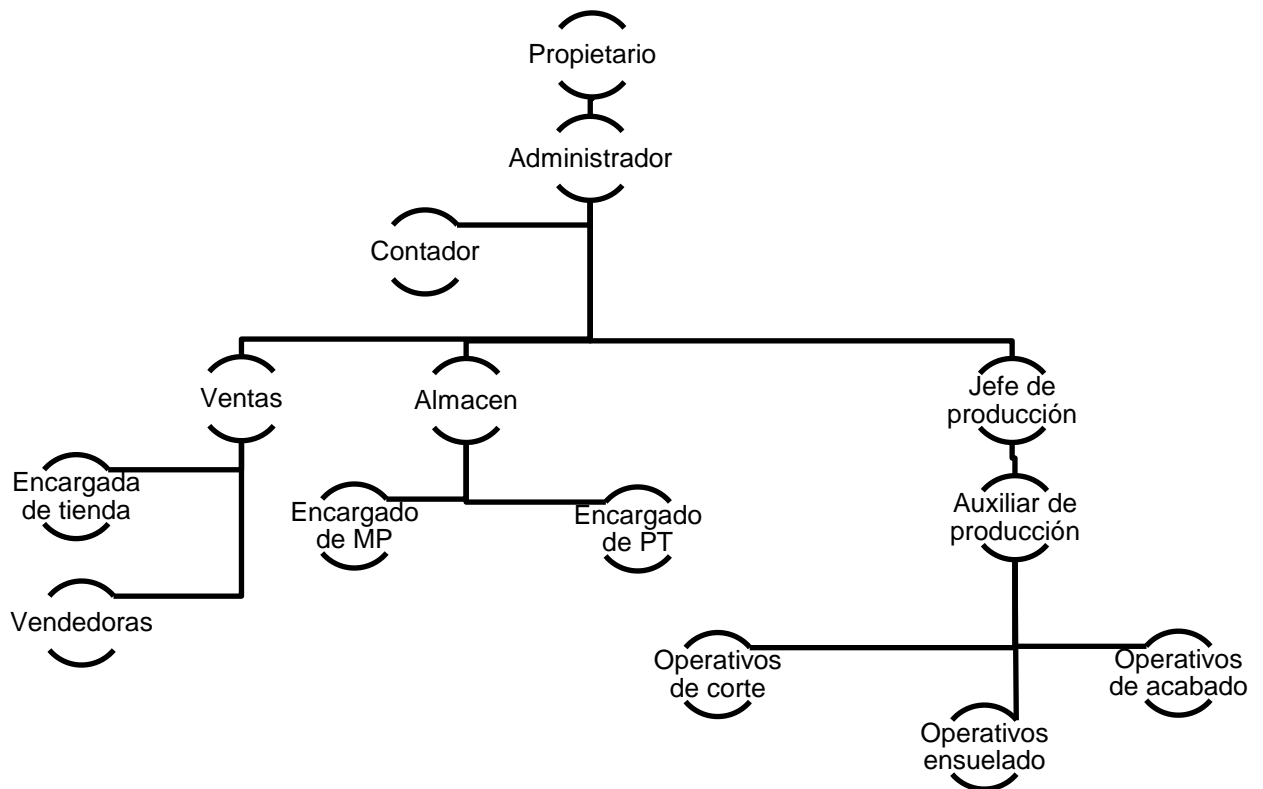 Propietario
Administrador
Contador
Ventas
Almacen
Jefe de
producción
Encargada
de tienda
Encargado
de MP
Encargado
de PT
Auxiliar de
producción
Vendedoras
Operativos
de corte
Operativos
ensuelado
Operativos
de acabado